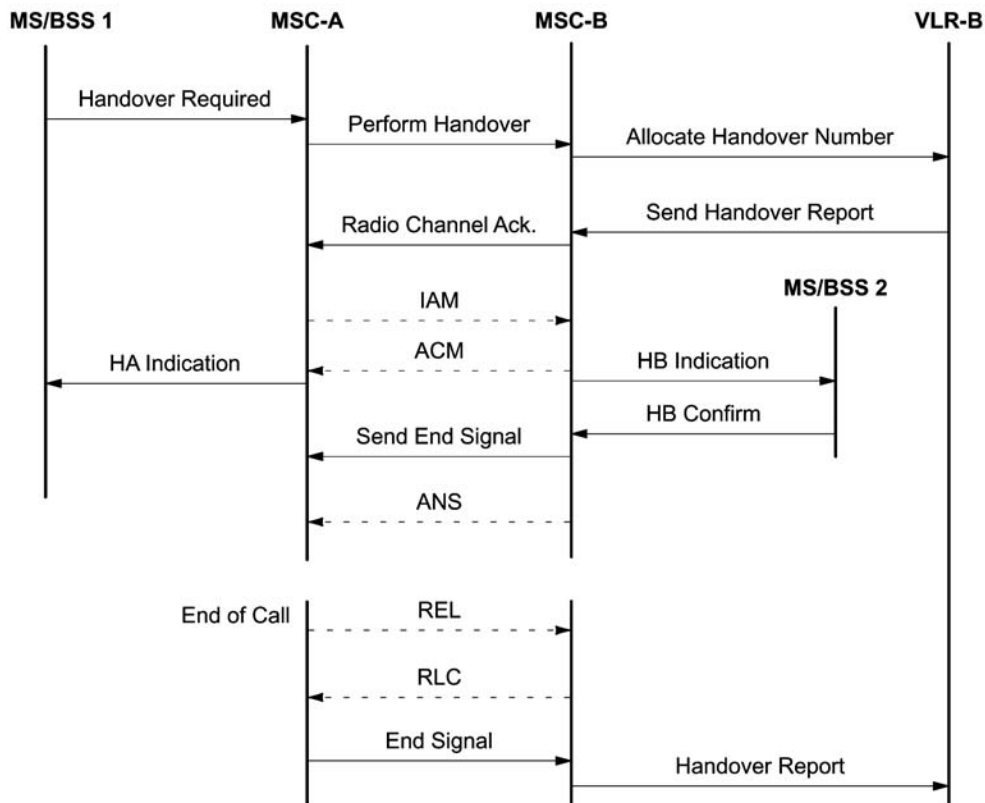 MS/BSS 1
MSC-A
MSC-B
VLR-B
Handover Required
Perform Handover
Allocate Handover Number
Send Handover Report
Radio Channel Ack.
MS/BSS 2
IAM
ACM
HA Indication
HB Indication
HB Confirm
Send End Signal
ANS
End of Call
REL
RLC
End Signal
Handover Report